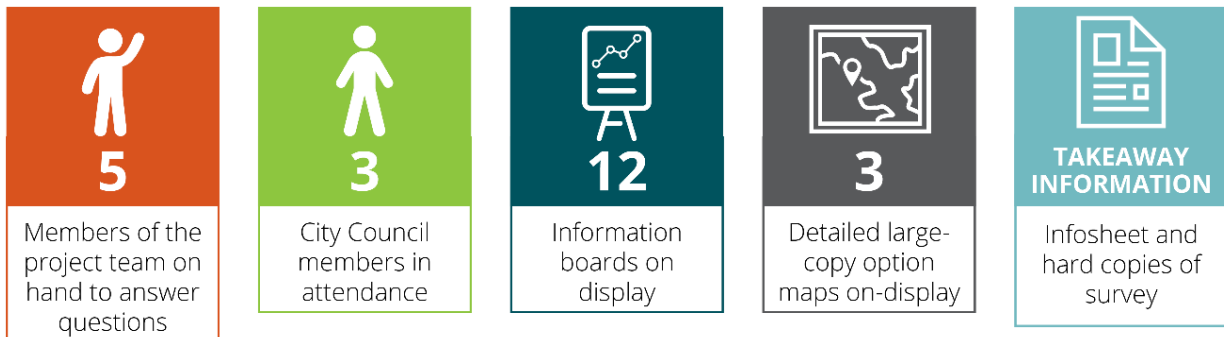 5
Members of the
project team on
hand to answer
questions
3
City Council
members in
attendance
12
Information
boards on
display
3
Detailed large-
copy option
maps on-display
TAKEAWAY
INFORMATION
Infosheet and
hard copies of
survey